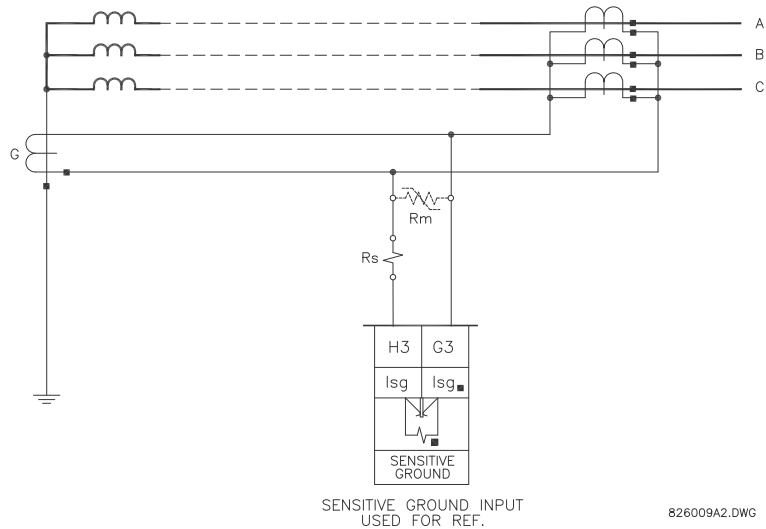 A
B
C
G
Rm
Rs
H3 G3
Isg Isg
SENSITIVE
GROUND
SENSITIVE GROUND INPUT
USED FOR REF.
826009A2.DWG